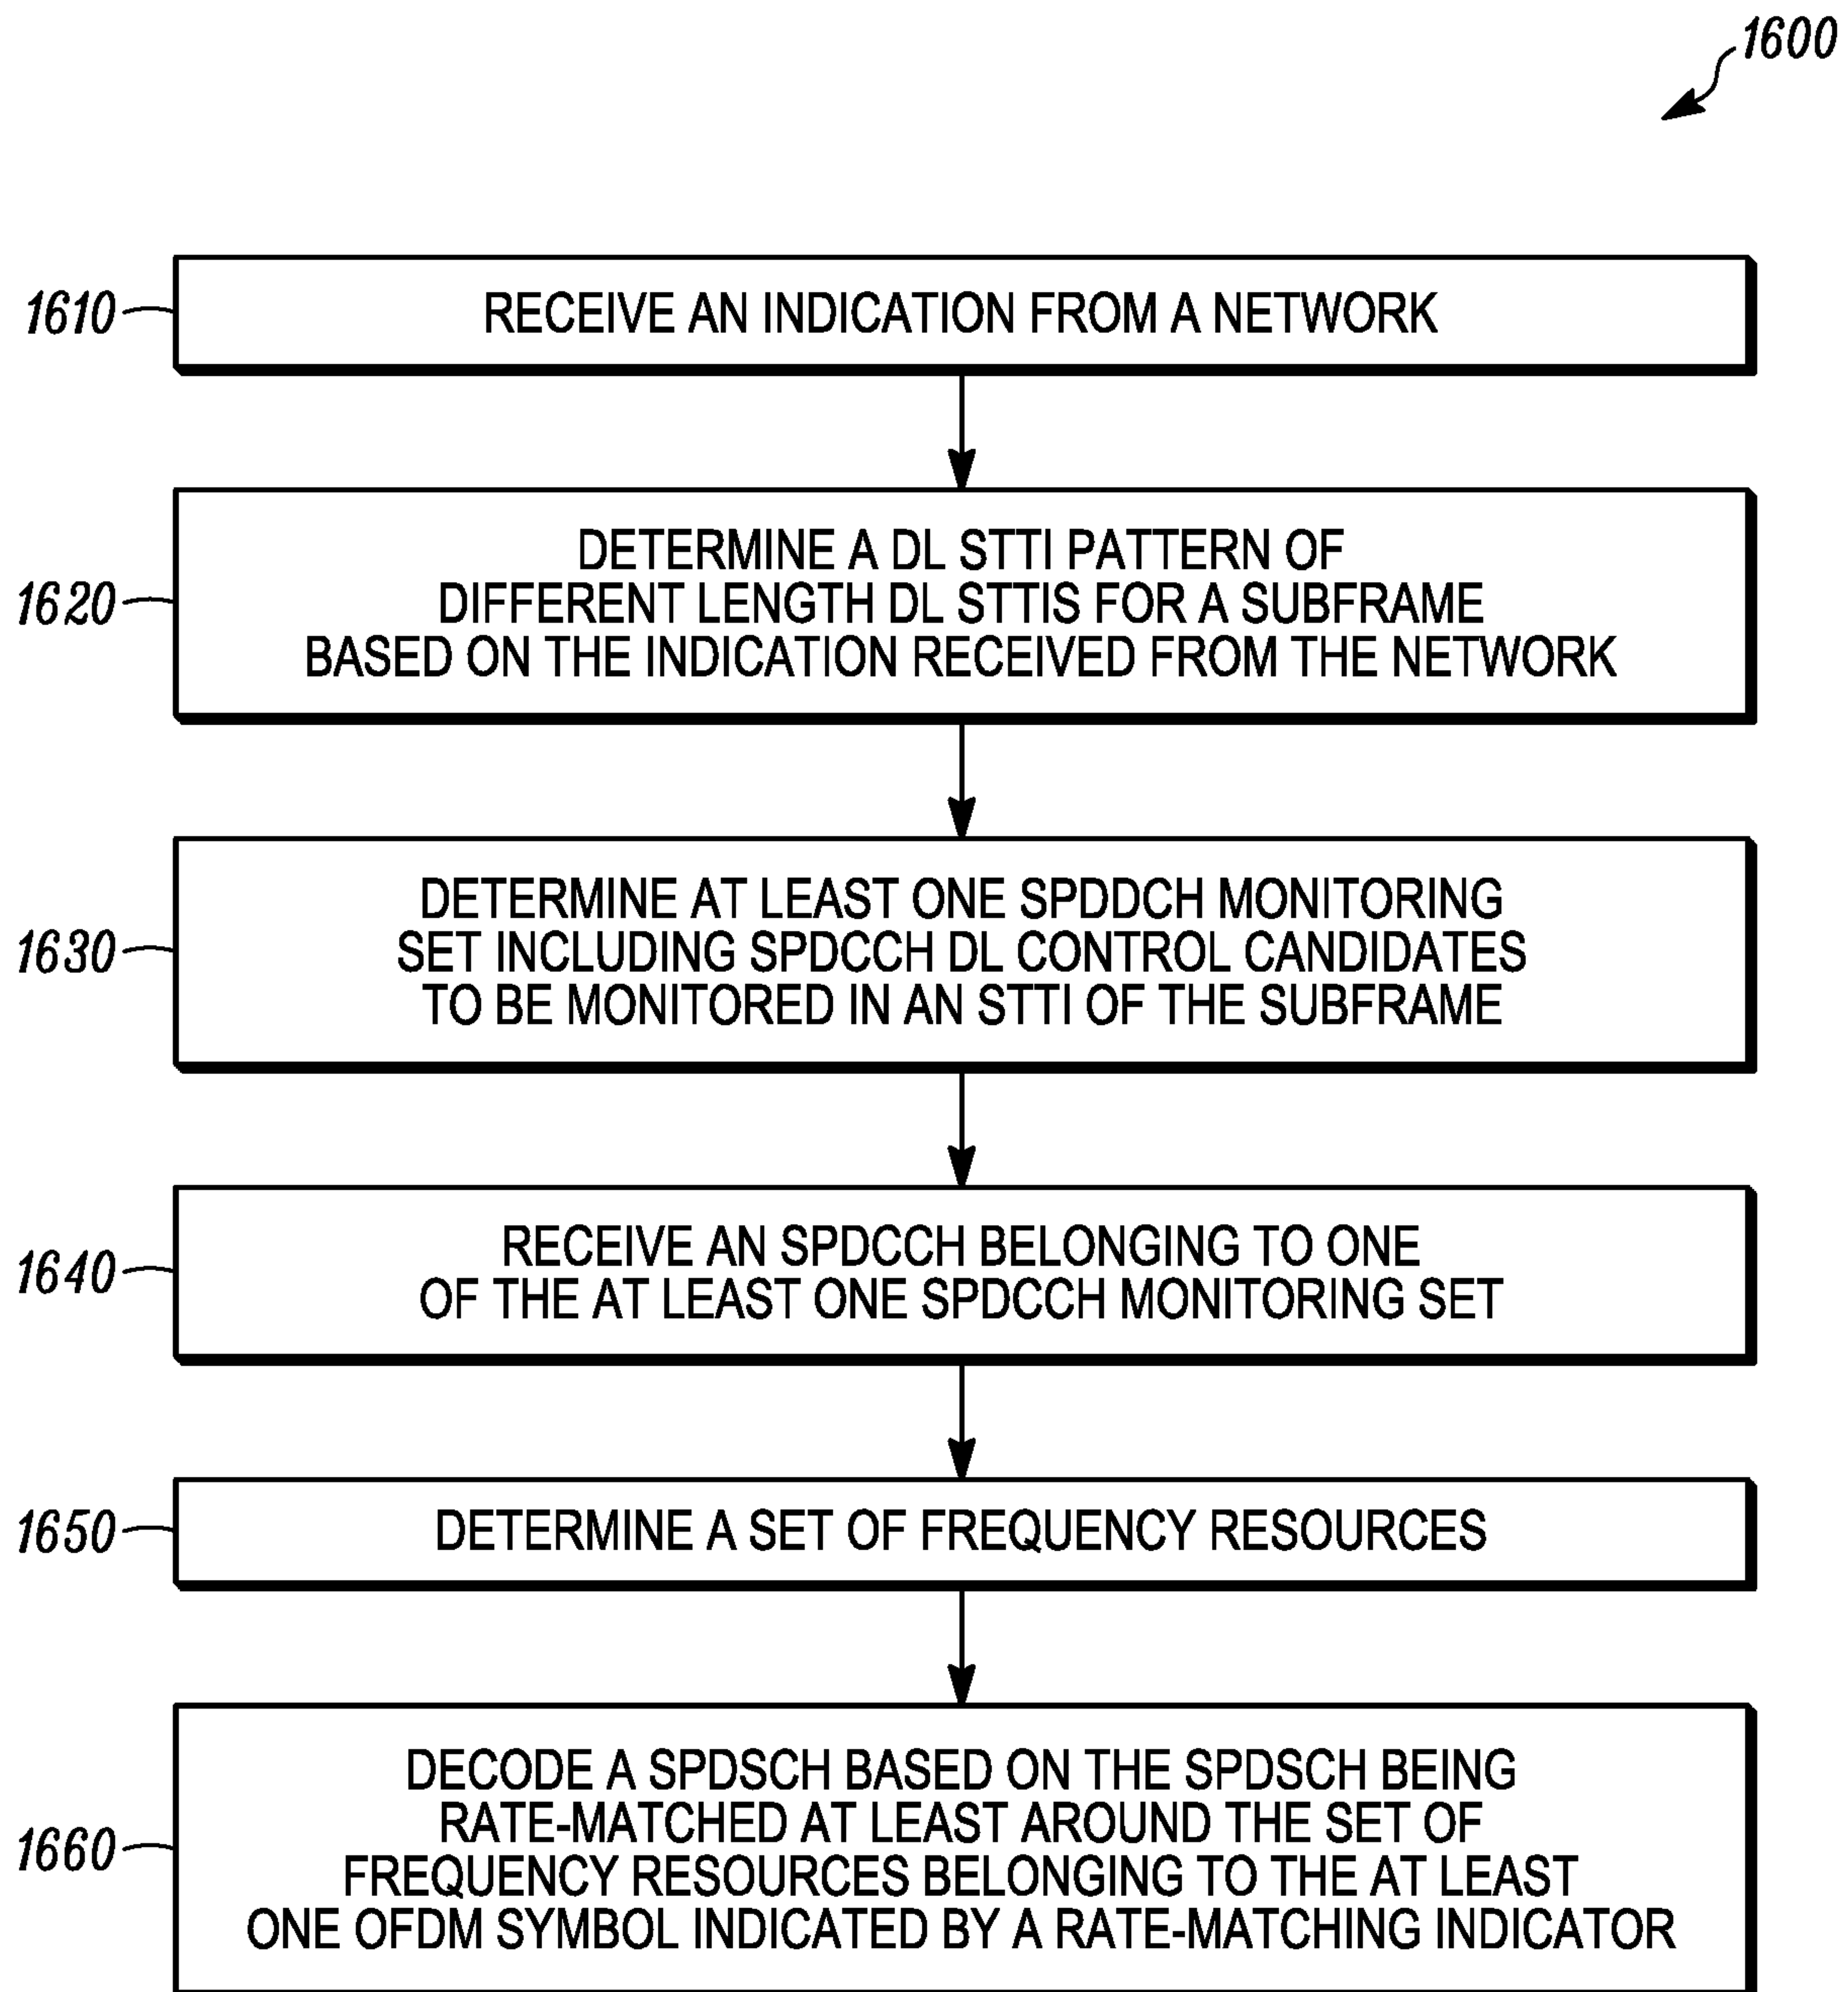 1600
1610
RECEIVE AN INDICATION FROM A NETWORK
1620
DETERMINE A DL STTI PATTERN OF
DIFFERENT LENGTH DL STTIS FOR A SUBFRAME
BASED ON THE INDICATION RECEIVED FROM THE NETWORK
1630
DETERMINE AT LEAST ONE SPDDCH MONITORING
SET INCLUDING SPDCCH DL CONTROL CANDIDATES
TO BE MONITORED IN AN STTI OF THE SUBFRAME
1640
RECEIVE AN SPDCCH BELONGING TO ONE
OF THE AT LEAST ONE SPDCCH MONITORING SET
1650
DETERMINE A SET OF FREQUENCY RESOURCES
1660
DECODE A SPDSCH BASED ON THE SPDSCH BEING
RATE-MATCHED AT LEAST AROUND THE SET OF
FREQUENCY RESOURCES BELONGING TO THE AT LEAST
ONE OFDM SYMBOL INDICATED BY A RATE-MATCHING INDICATOR